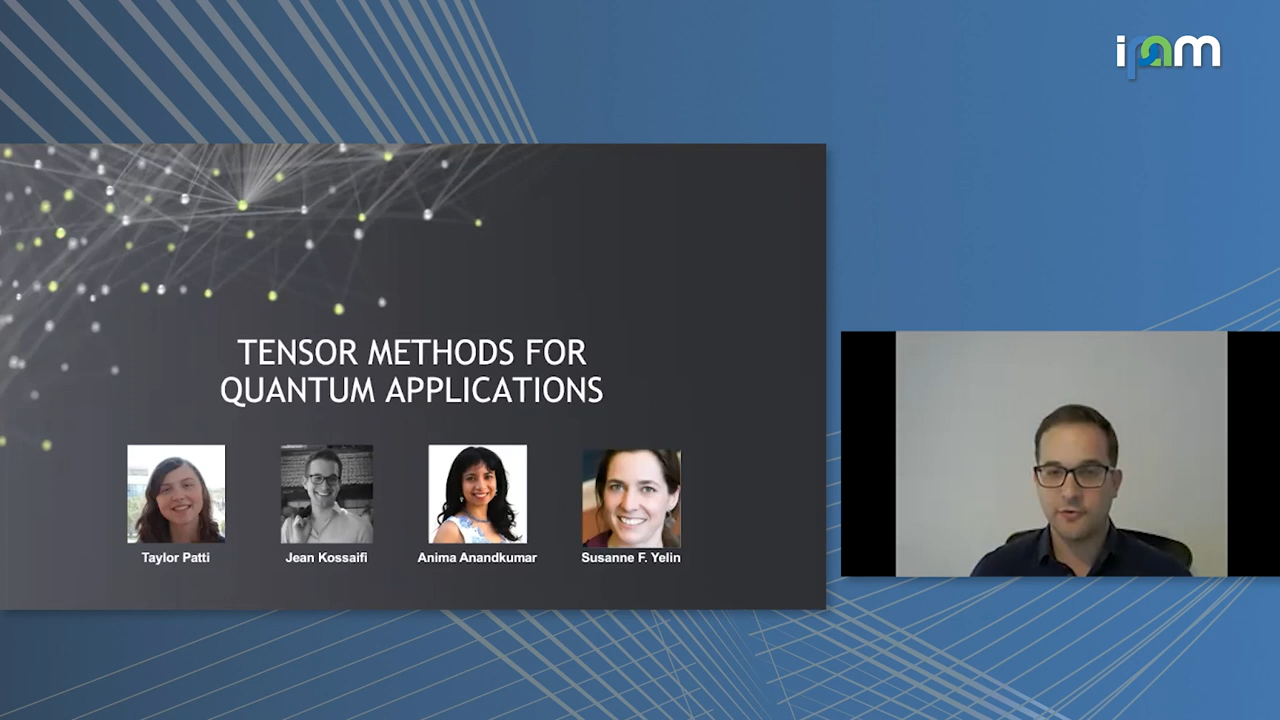 ipam
TENSOR METHODS FOR
QUANTUM APPLICATIONS
Taylor Patti
Jean Kossaifi
Anima Anandkumar
Susanne F. Yelin